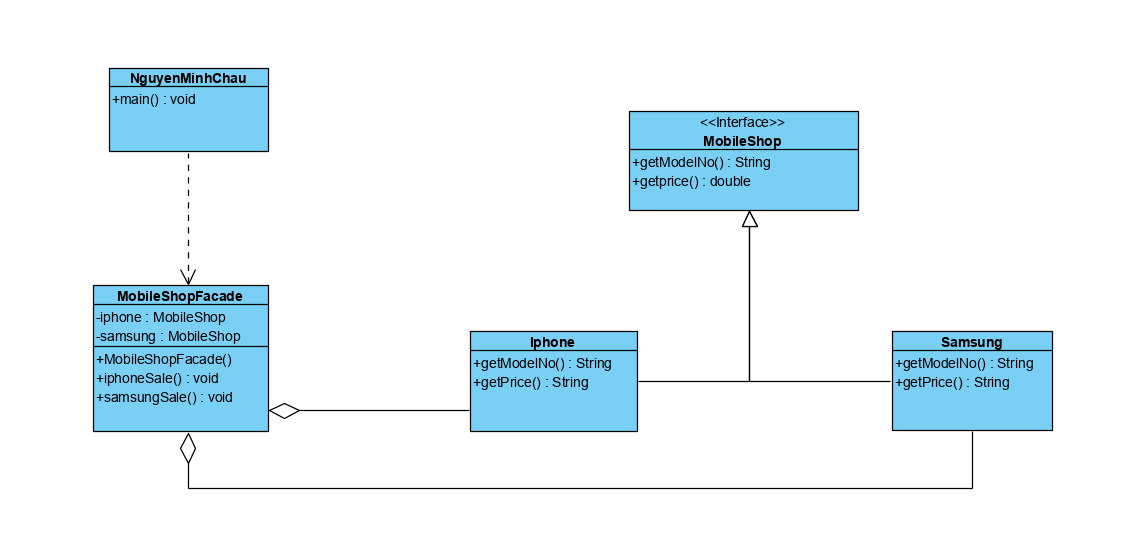 NguyenMinhChau
+main() : void
<<Interface>>
MobileShop
+getModelNo() : String
+getprice() : double
MobileShopFacade
-iphone : MobileShop
-samsung : MobileShop
+MobileShopFacade()
+iphoneSale() : void
+samsungSale() : void
Iphone
+getModelNo() : String
+getPrice() : String
Samsung
+getModelNo() : String
+getPrice() : String